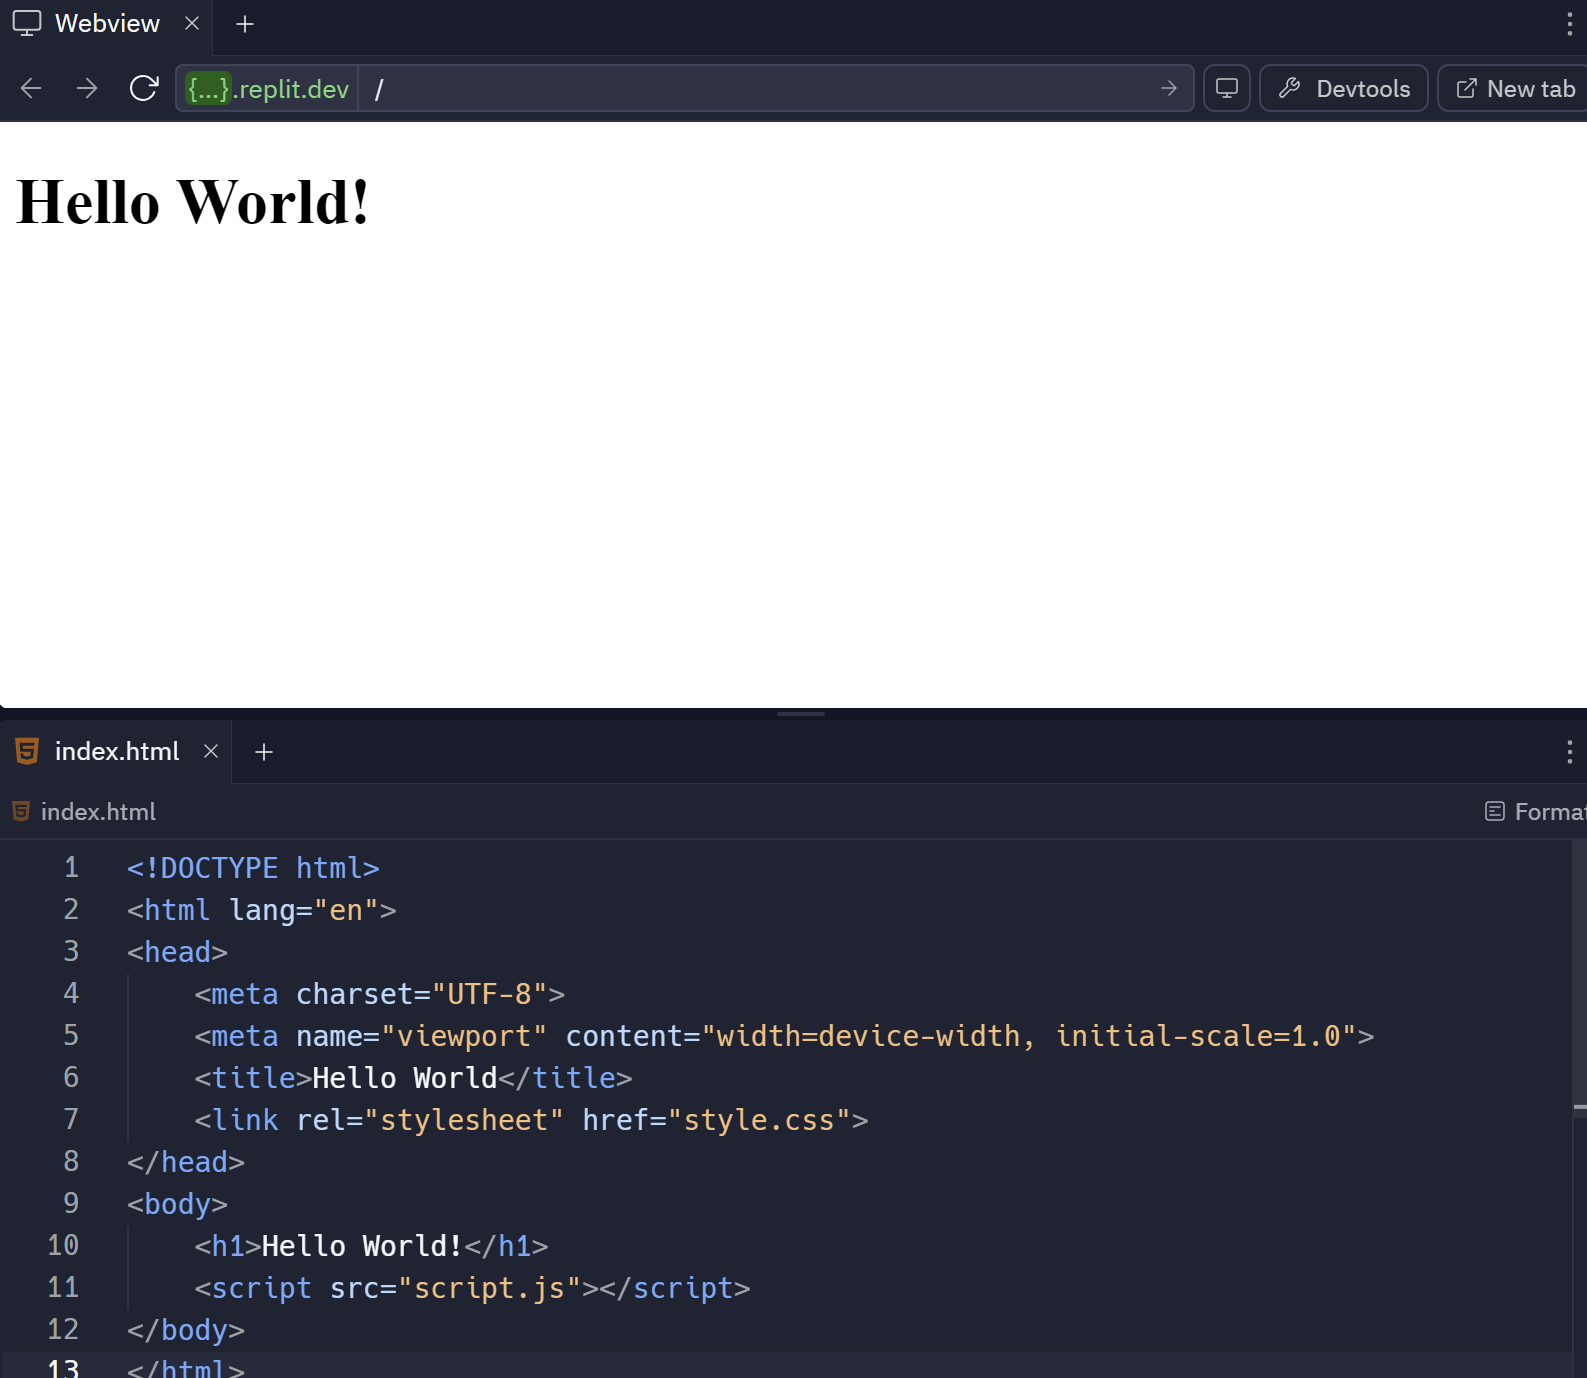 Webview
{...}.replit.dev /
Devtools
New tab
Hello World!
index.html
index.html
Format
1 <!DOCTYPE html>
2 <html lang="en">
3 <head>
4 <meta charset="UTF-8">
5 <meta name="viewport" content="width=device-width, initial-scale=1.0">
6 <title>Hello World</title>
7 <link rel="stylesheet" href="style.css">
8 </head>
9 <body>
10 <h1>Hello World!</h1>
11 <script src="script.js"></script>
12 </body>
13 </html>